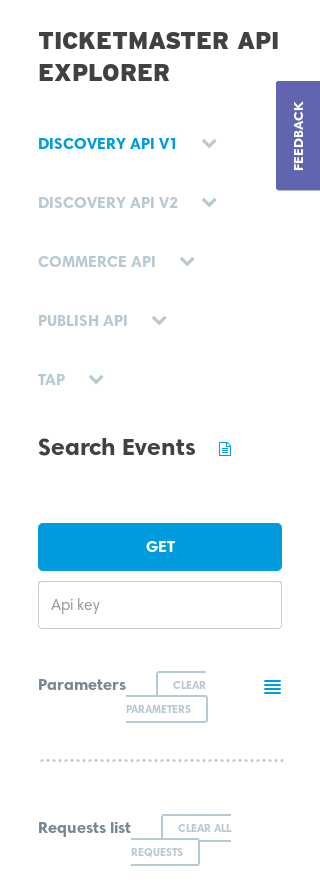 TICKETMASTER API
EXPLORER
FEEDBACK
DISCOVERY API V1
DISCOVERY API V2
COMMERCE API
PUBLISH API
TAP
Search Events
GET
Api key
Parameters CLEAR
PARAMETERS
Requests list CLEAR ALL
REQUESTS